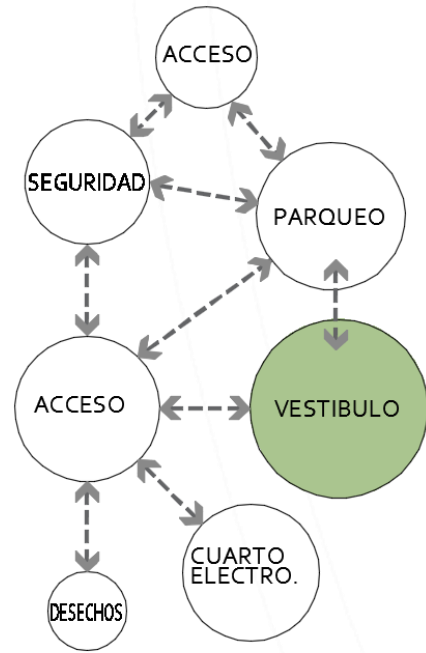 ACCESO
SEGURIDAD
PARQUEO
ACCESO
VESTIBULO
CUARTO
ELECTRO.
DESECHOS